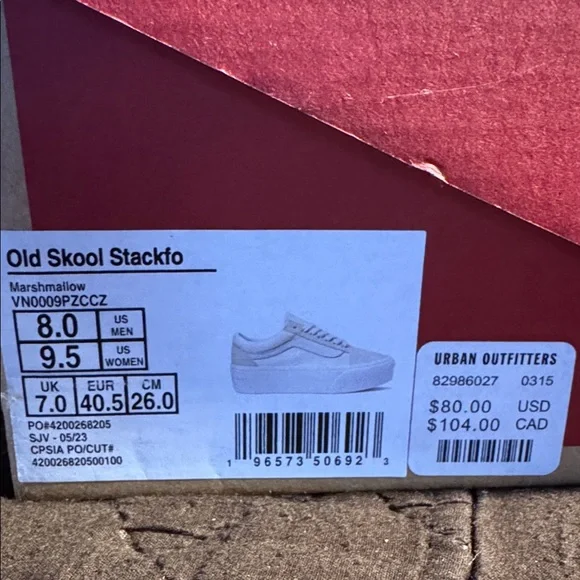 Old Skool Stackfo
Marshmallow
VN0009PZCCZ
8.0 US MEN
9.5 US WOMEN
UK EUR CM
7.0 40.5 26.0
PO#4200268205
SJV - 05/23
CPSIA PO/CUT#
420026820500100
1 96573 50692 3
URBAN OUTFITTERS
82986027 0315
$80.00 USD
$104.00 CAD